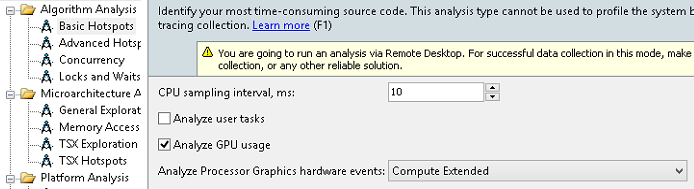 Algorithm Analysis
Basic Hotspots
Advanced Hotsp
Concurrency
Locks and Waits
Microarchitecture A
General Explorat
Memory Access
TSX Exploration
TSX Hotspots
Platform Analysis
Identify your most time-consuming source code. This analysis type cannot be used to profile the system b
tracing collection. Learn more (F1)
You are going to run an analysis via Remote Desktop. For successful data collection in this mode, make
collection, or any other reliable solution.
CPU sampling interval, ms: 10
Analyze user tasks
Analyze GPU usage
Analyze Processor Graphics hardware events: Compute Extended